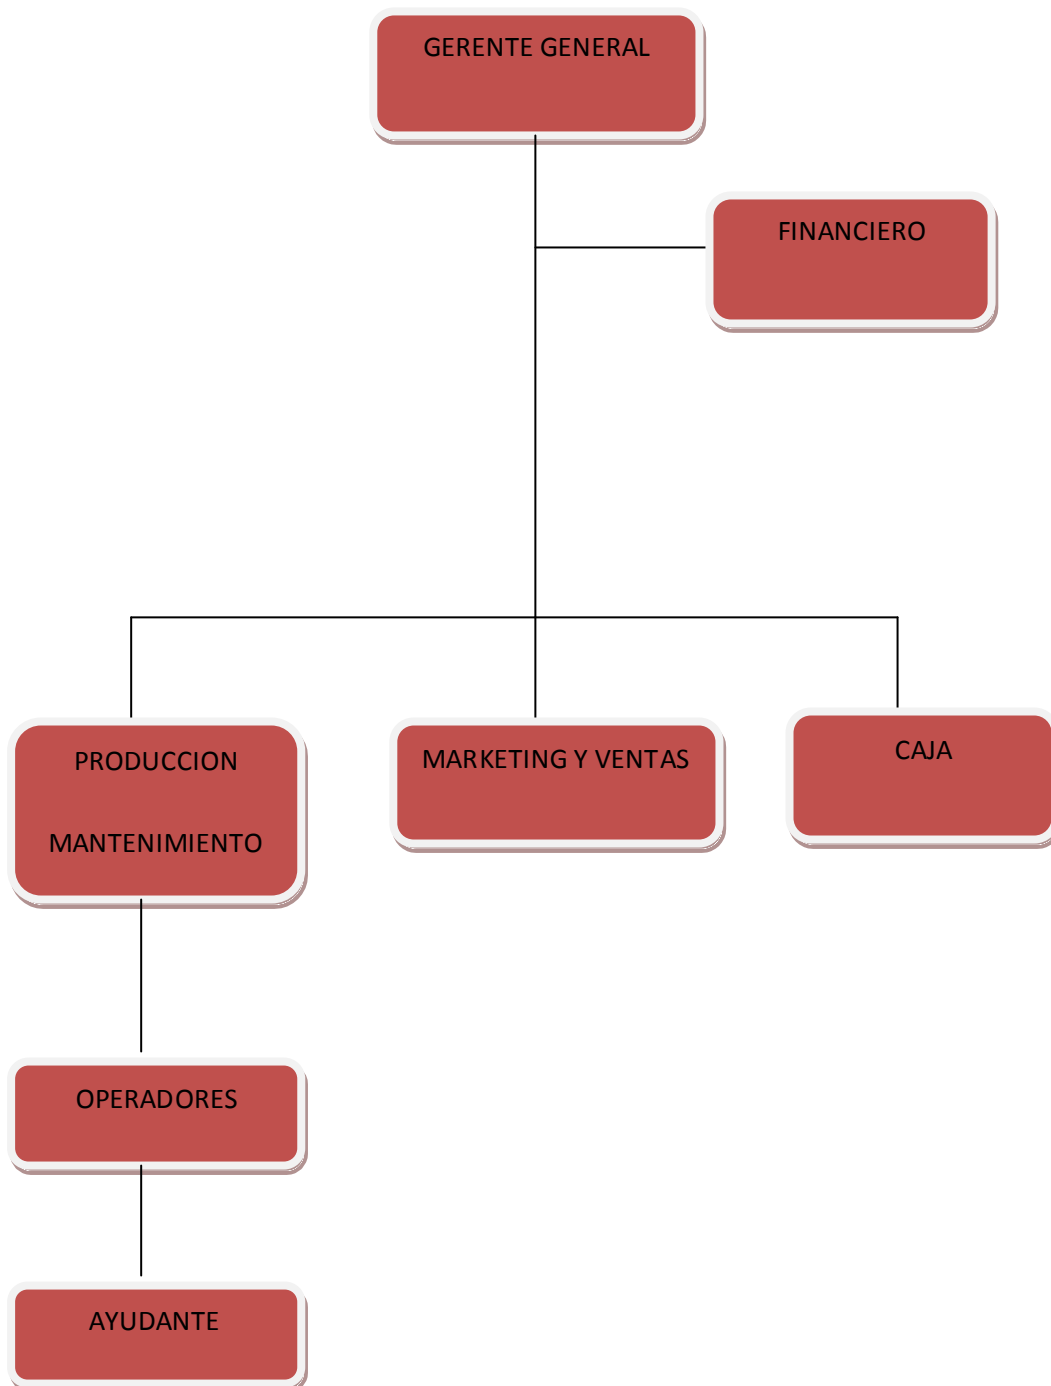 GERENTE GENERAL
FINANCIERO
PRODUCCION
MANTENIMIENTO
MARKETING Y VENTAS
CAJA
OPERADORES
AYUDANTE